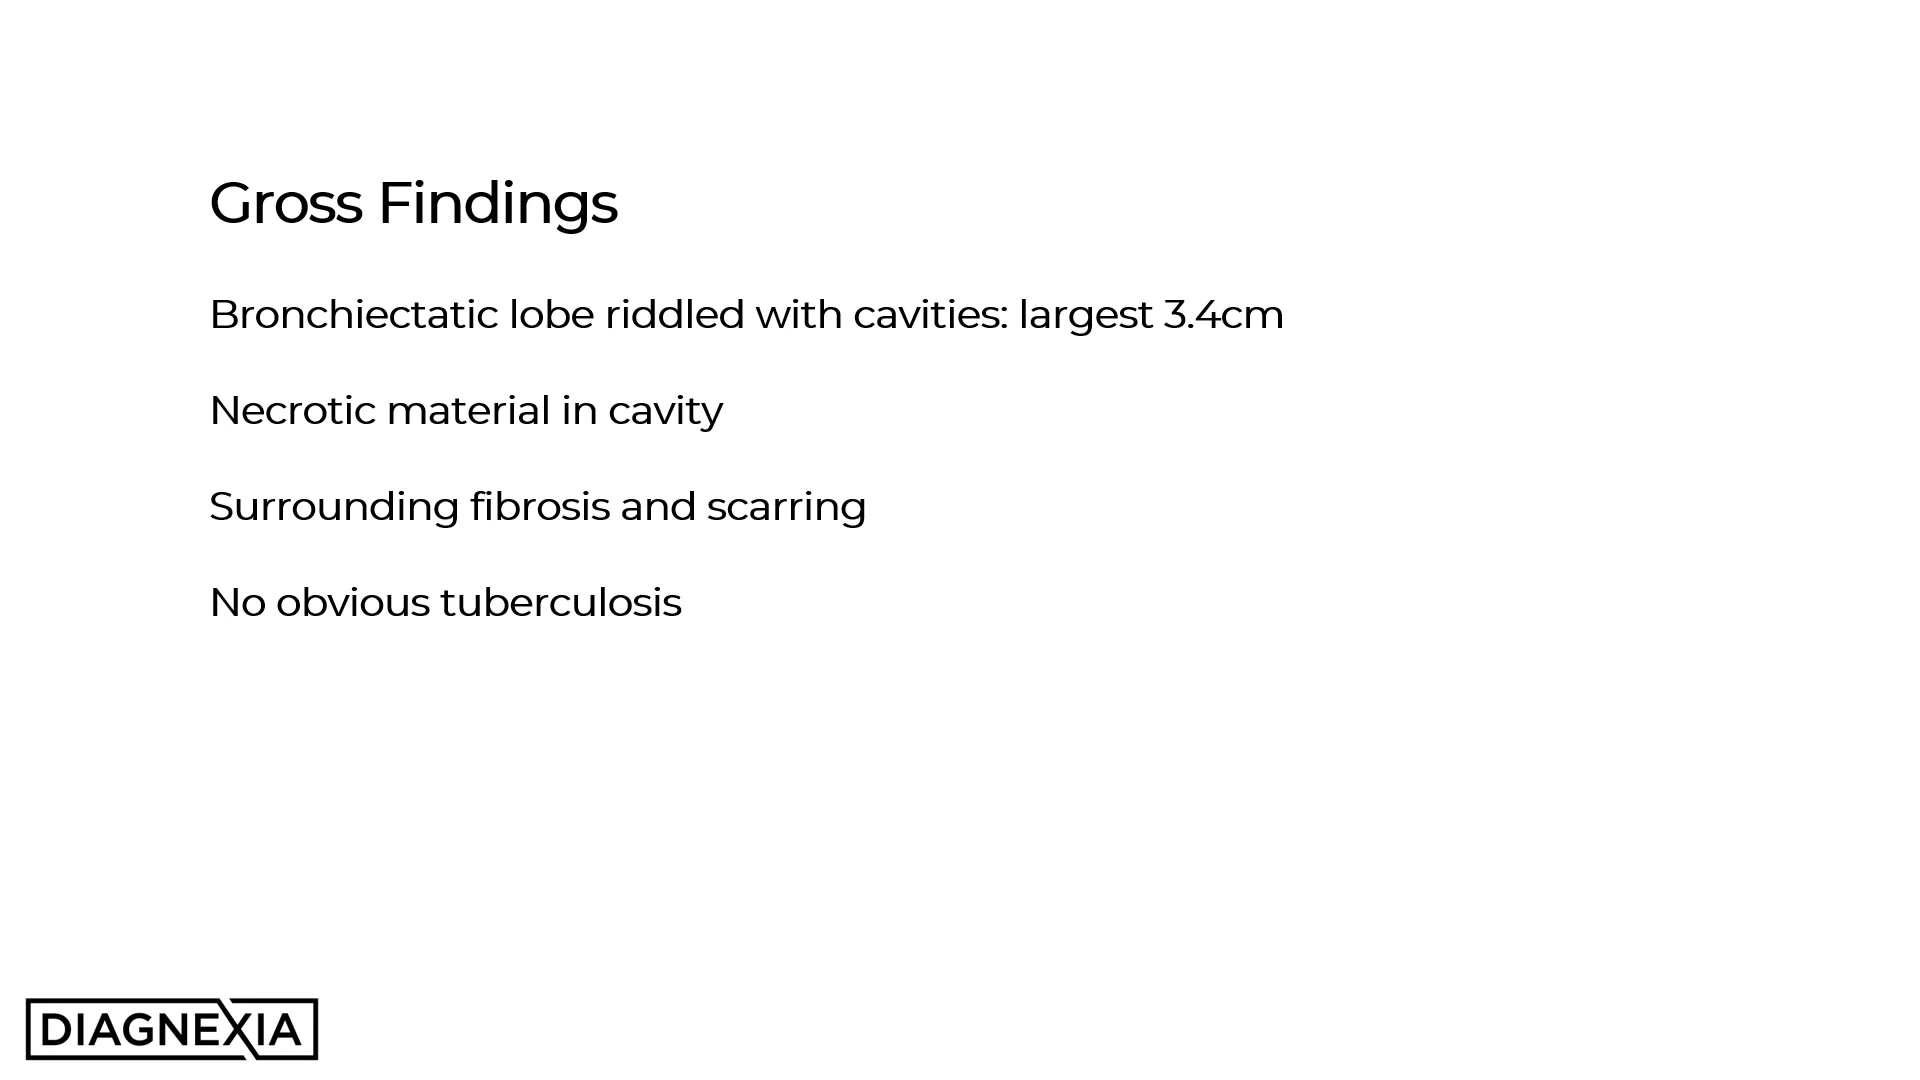 Gross Findings
Bronchiectatic lobe riddled with cavities: largest 3.4cm
Necrotic material in cavity
Surrounding fibrosis and scarring
No obvious tuberculosis
DIAGNEXIA